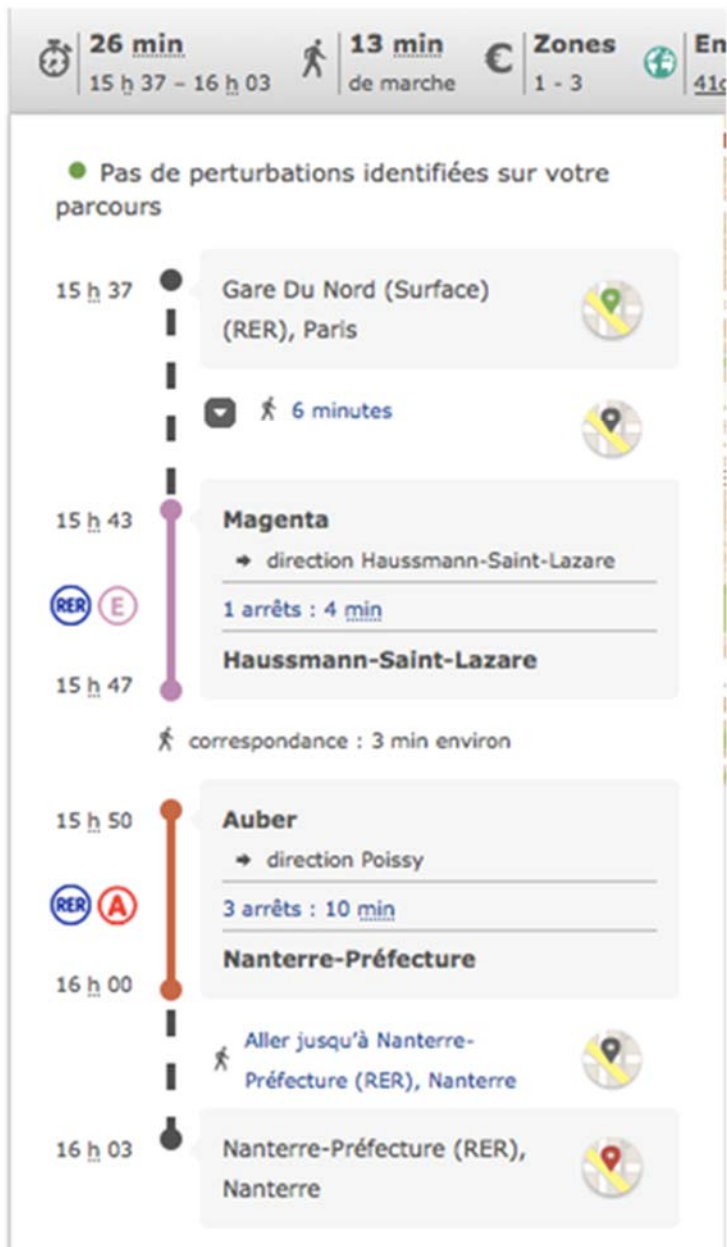 26 min
15 h 37 – 16 h 03
13 min
de marche
€
Zones
1 - 3
En
Pas de perturbations identifiées sur votre
parcours
15 h 37
Gare Du Nord (Surface)
(RER), Paris
6 minutes
15 h 43
Magenta
➜ direction Haussmann-Saint-Lazare
RER E
1 arrêts : 4 min
15 h 47
Haussmann-Saint-Lazare
correspondance : 3 min environ
15 h 50
Auber
➜ direction Poissy
RER A
3 arrêts : 10 min
Nanterre-Préfecture
16 h 00
Aller jusqu'à Nanterre-
Préfecture (RER), Nanterre
16 h 03
Nanterre-Préfecture (RER),
Nanterre